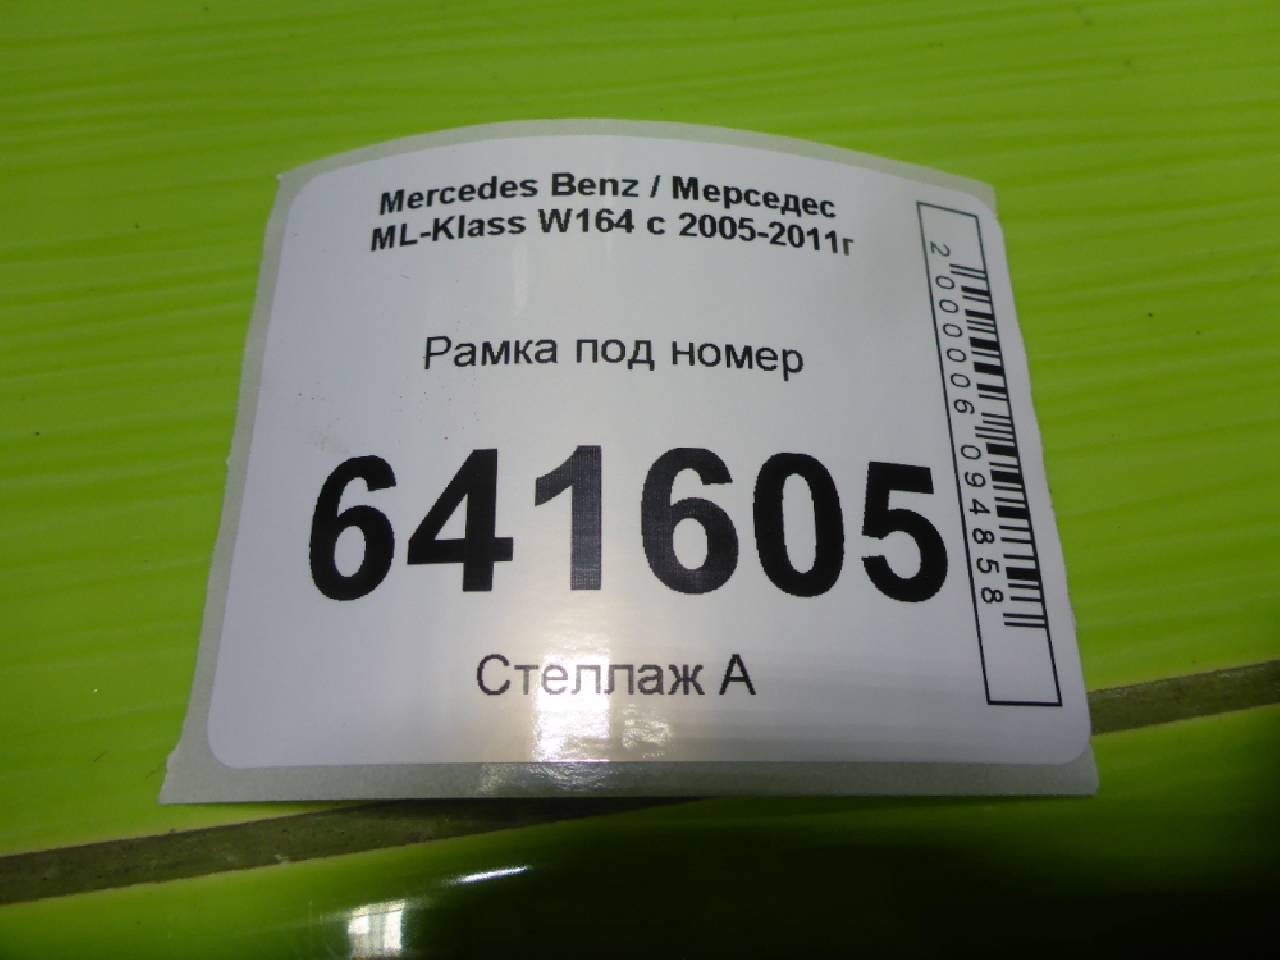 Mercedes Benz / Мерседес
ML-Klass W164 с 2005-2011г
Рамка под номер
641605
Стеллаж А
2000006094858